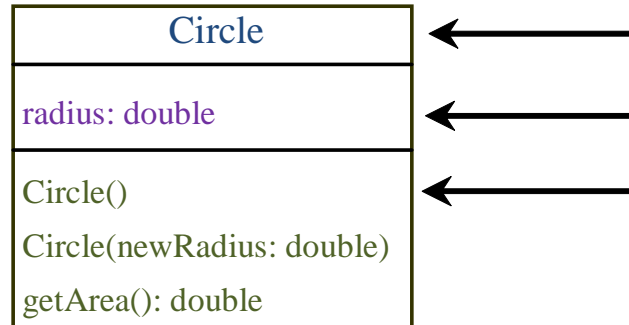 Circle
radius: double
Circle()
Circle(newRadius: double)
getArea(): double